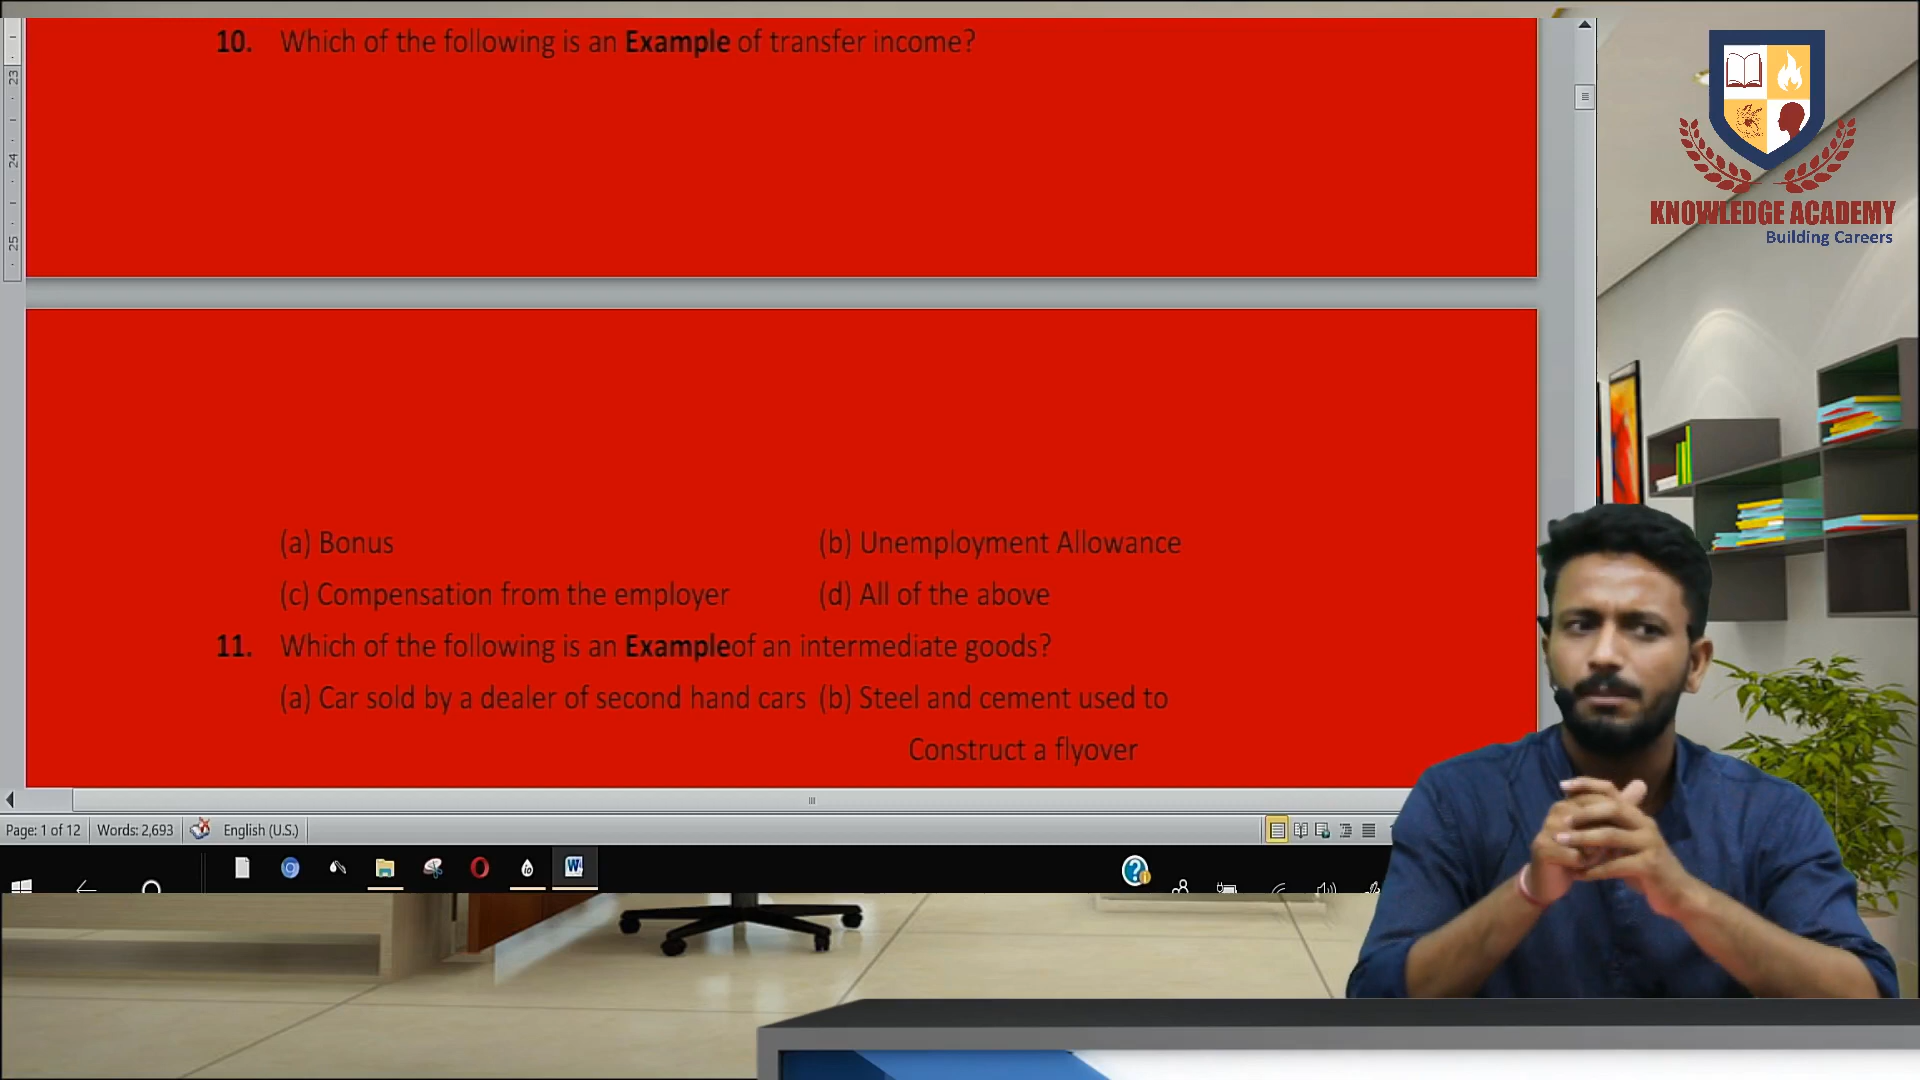 10. Which of the following is an Example of transfer income?
(a) Bonus (b) Unemployment Allowance
(c) Compensation from the employer (d) All of the above
11. Which of the following is an Exampleof an intermediate goods?
(a) Car sold by a dealer of second hand cars (b) Steel and cement used to
Construct a flyover
KNOWLEDGE ACADEMY
Building Careers
23
24
25
Page: 1 of 12 Words: 2,693 English (U.S.)